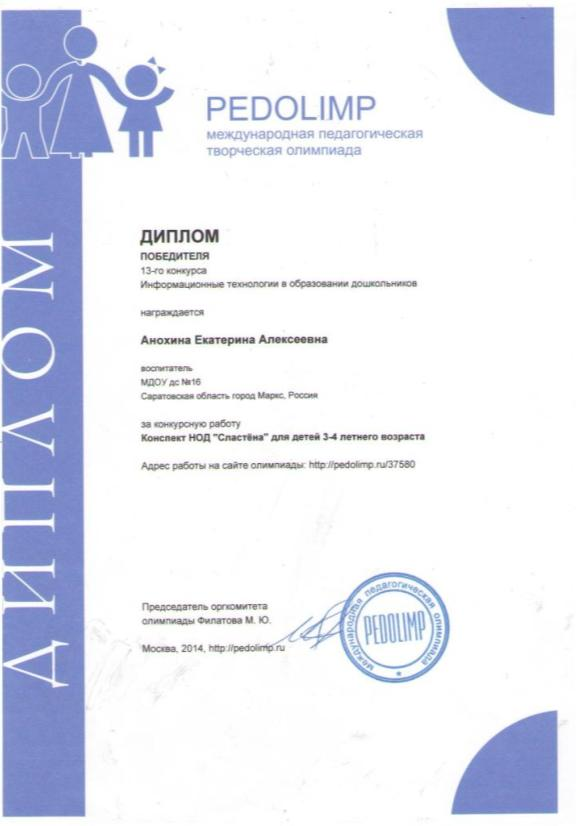 PEDOLIMP
международная педагогическая
творческая олимпиада
ДИПЛОМ
ДИПЛОМ
ПОБЕДИТЕЛЯ
13-го конкурса
Информационные технологии в образовании дошкольников
награждается
Анохина Екатерина Алексеевна
воспитатель
МДОУ дс №16
Саратовская область город Маркс, Россия
за конкурсную работу
Конспект НОД "Сластёна" для детей 3-4 летнего возраста
Адрес работы на сайте олимпиады: http://pedolimp.ru/37580
Председатель оргкомитета
олимпиады Филатова М. Ю.
Москва, 2014, http://pedolimp.ru
международная педагогическая олимпиада
PEDOLIMP